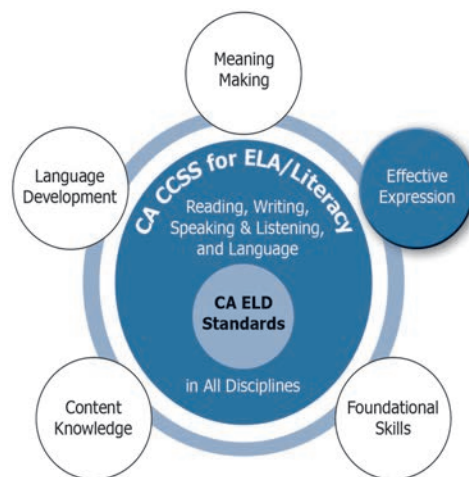 Meaning
Making
Language
Development
Effective
Expression
CA CCSS for ELA/Literacy
Reading, Writing,
Speaking & Listening,
and Language
CA ELD
Standards
in All Disciplines
Content
Knowledge
Foundational
Skills